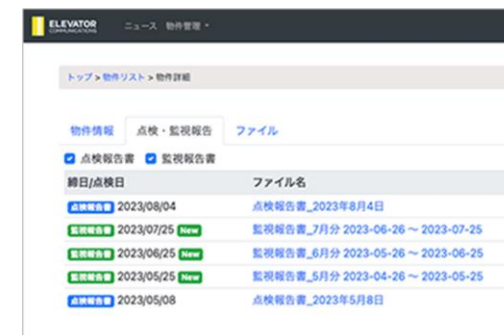 ELEVATOR
COMMUNICATIONS
ニュース 物件管理
トップ > 物件リスト > 物件詳細
物件情報 点検・監視報告 ファイル
点検報告書 監視報告書
締日/点検日 ファイル名
点検報告書 2023/08/04 点検報告書_2023年8月4日
監視報告書 2023/07/25 New 監視報告書_7月分 2023-06-26 ~ 2023-07-25
監視報告書 2023/06/25 New 監視報告書_6月分 2023-05-26 ~ 2023-06-25
監視報告書 2023/05/25 New 監視報告書_5月分 2023-04-26 ~ 2023-05-25
点検報告書 2023/05/08 点検報告書_2023年5月8日